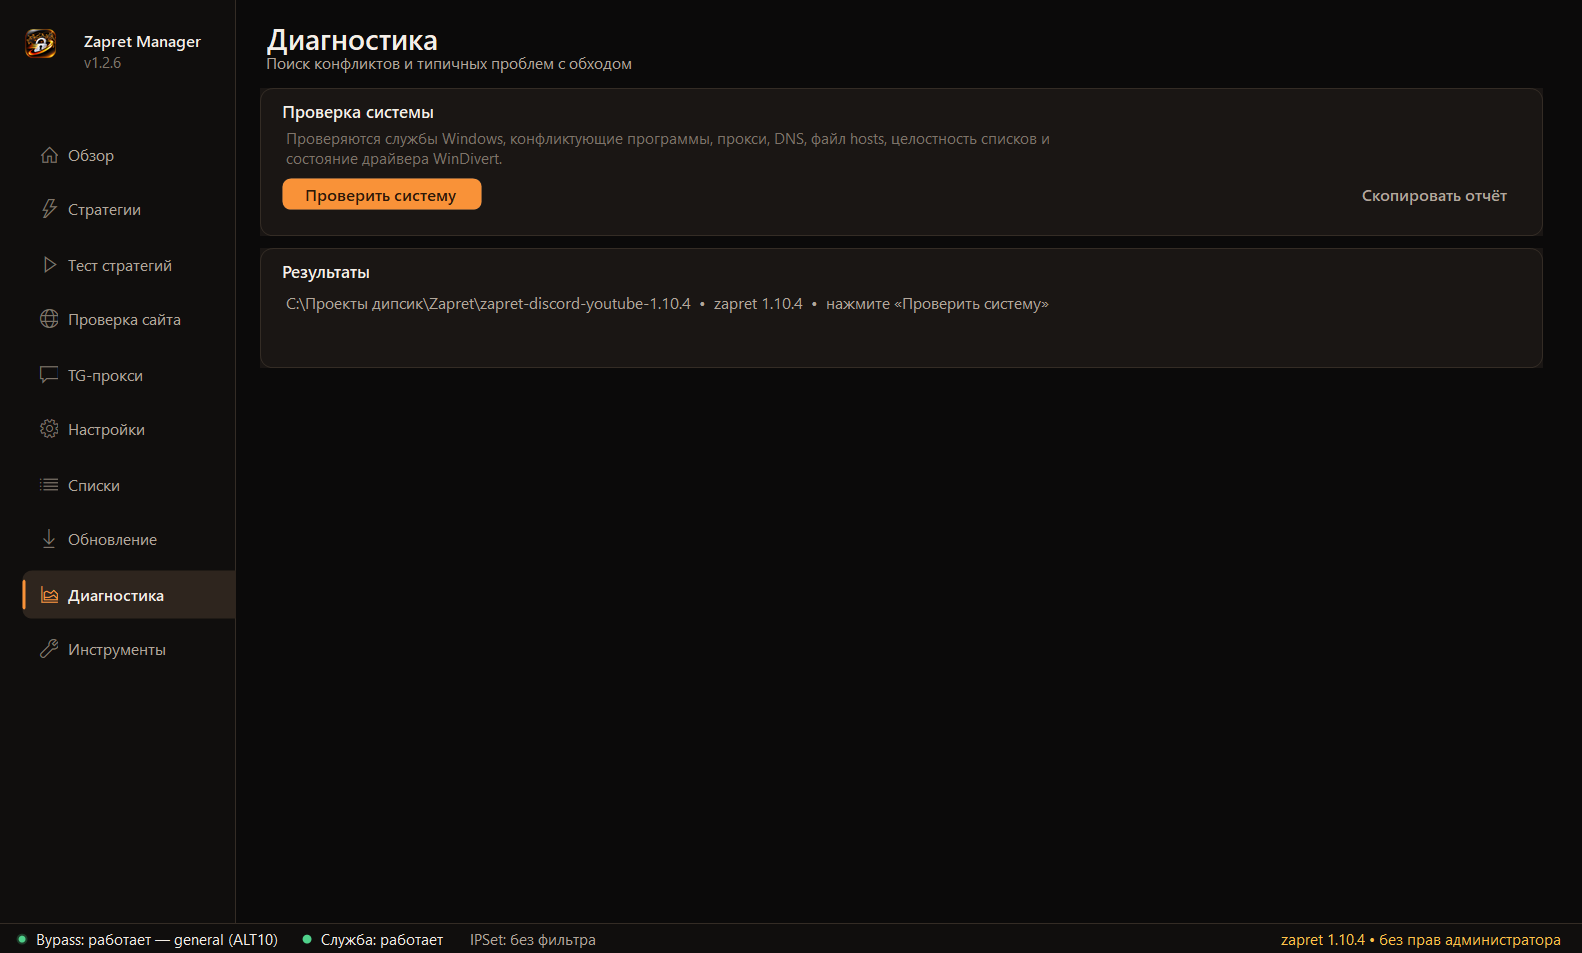 Zapret Manager
v1.2.6
Обзор
Стратегии
Тест стратегий
Проверка сайта
TG-прокси
Настройки
Списки
Обновление
Диагностика
Инструменты
Диагностика
Поиск конфликтов и типичных проблем с обходом
Проверка системы
Проверяются службы Windows, конфликтующие программы, прокси, DNS, файл hosts, целостность списков и
состояние драйвера WinDivert.
Проверить систему
Скопировать отчёт
Результаты
C:\Проекты дипсик\Zapret\zapret-discord-youtube-1.10.4 • zapret 1.10.4 • нажмите «Проверить систему»
Bypass: работает — general (ALT10)
Служба: работает
IPSet: без фильтра
zapret 1.10.4 • без прав администратора